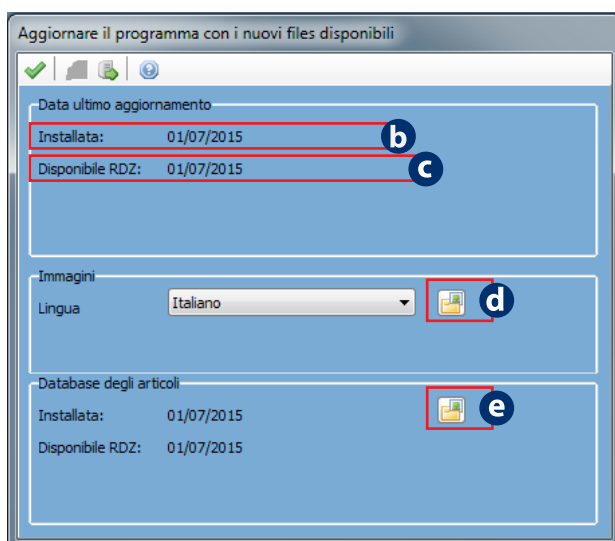 Aggiornare il programma con i nuovi files disponibili
Data ultimo aggiornamento
Installata: 01/07/2015 b
Disponibile RDZ: 01/07/2015 c
Immagini
Lingua Italiano d
Database degli articoli
Installata: 01/07/2015 e
Disponibile RDZ: 01/07/2015